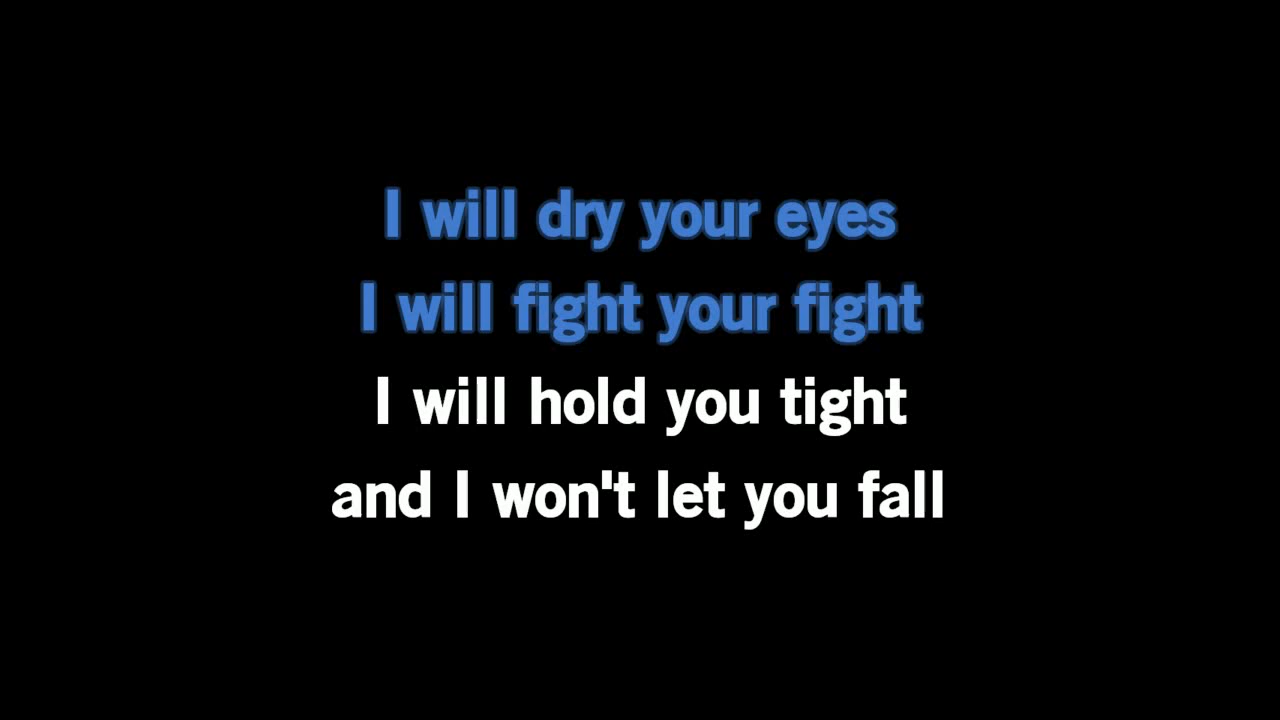 I will dry your eyes
I will fight your fight
I will hold you tight
and I won't let you fall